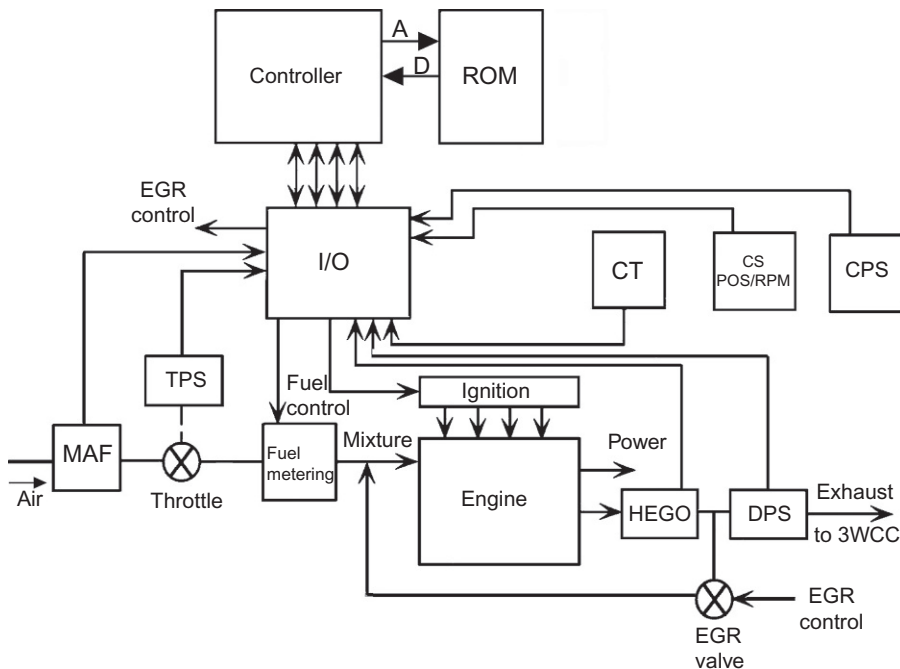 A
Controller
D
ROM
EGR
control
I/O
CT
CS
POS/RPM
CPS
TPS
Fuel
control
Ignition
MAF
Air
Throttle
Fuel
metering
Mixture
Engine
Power
HEGO
DPS
Exhaust
to 3WCC
EGR
valve
EGR
control